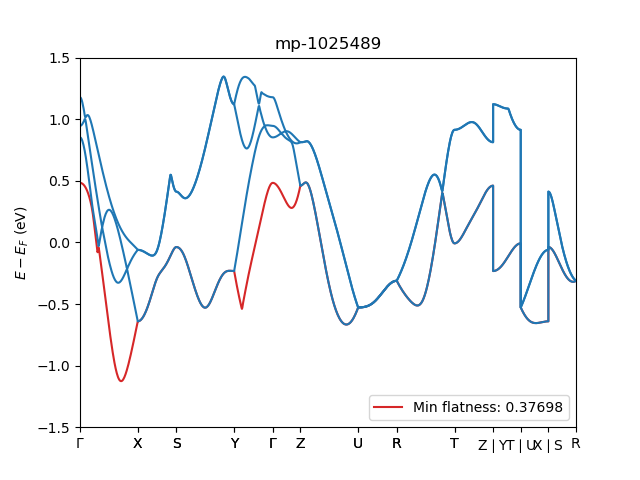 mp-1025489
1.5
1.0
0.5
0.0
−0.5
−1.0
−1.5
E − E_F (eV)
Min flatness: 0.37698
Γ X S Y Γ Z U R T Z | YT | UX | S R